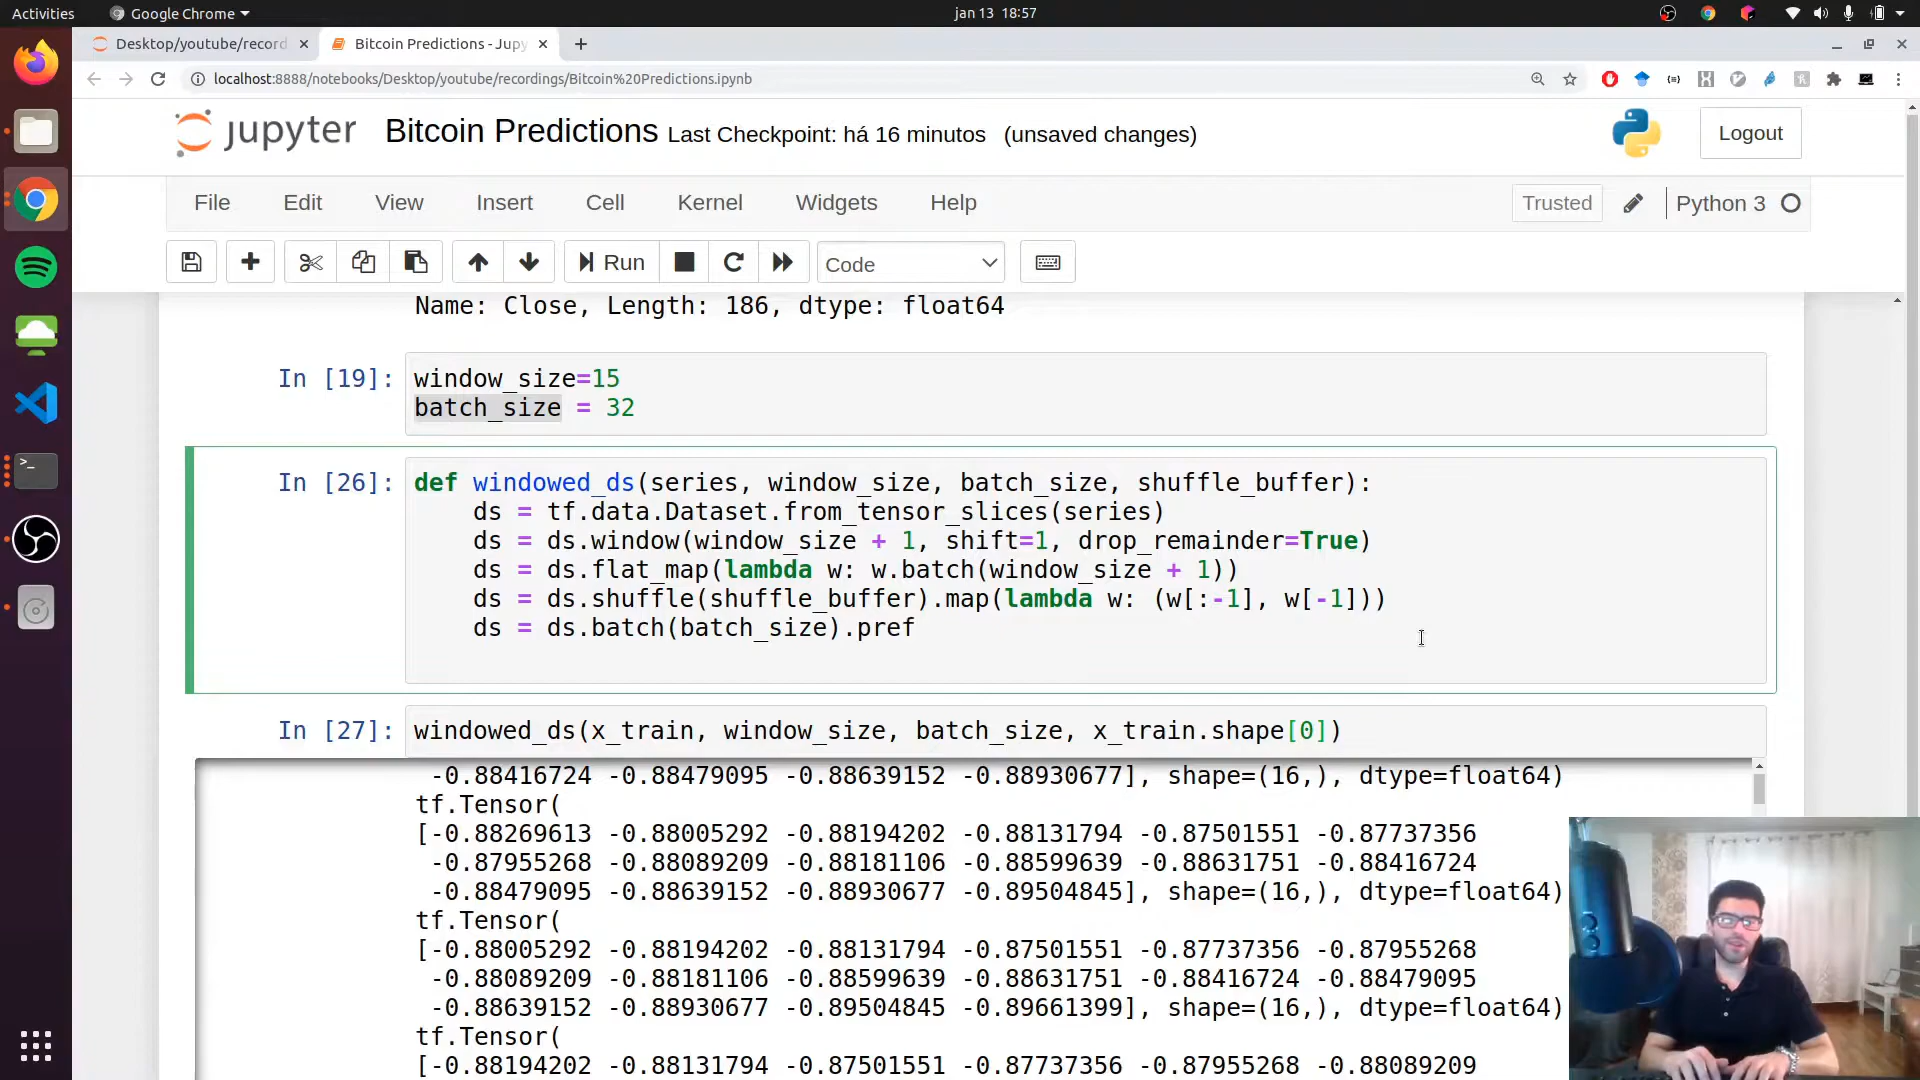 Activities
Google Chrome
jan 13 18:57
Desktop/youtube/record
Bitcoin Predictions - Jupy
localhost:8888/notebooks/Desktop/youtube/recordings/Bitcoin%20Predictions.ipynb
jupyter Bitcoin Predictions Last Checkpoint: há 16 minutos (unsaved changes)
Logout
File Edit View Insert Cell Kernel Widgets Help
Trusted
Python 3
Run
Code
Name: Close, Length: 186, dtype: float64
In [19]: window_size=15
batch_size = 32
In [26]: def windowed_ds(series, window_size, batch_size, shuffle_buffer):
    ds = tf.data.Dataset.from_tensor_slices(series)
    ds = ds.window(window_size + 1, shift=1, drop_remainder=True)
    ds = ds.flat_map(lambda w: w.batch(window_size + 1))
    ds = ds.shuffle(shuffle_buffer).map(lambda w: (w[:-1], w[-1]))
    ds = ds.batch(batch_size).pref
In [27]: windowed_ds(x_train, window_size, batch_size, x_train.shape[0])
-0.88416724 -0.88479095 -0.88639152 -0.88930677], shape=(16,), dtype=float64)
tf.Tensor(
[-0.88269613 -0.88005292 -0.88194202 -0.88131794 -0.87501551 -0.87737356
-0.87955268 -0.88089209 -0.88181106 -0.88599639 -0.88631751 -0.88416724
-0.88479095 -0.88639152 -0.88930677 -0.89504845], shape=(16,), dtype=float64)
tf.Tensor(
[-0.88005292 -0.88194202 -0.88131794 -0.87501551 -0.87737356 -0.87955268
-0.88089209 -0.88181106 -0.88599639 -0.88631751 -0.88416724 -0.88479095
-0.88639152 -0.88930677 -0.89504845 -0.89661399], shape=(16,), dtype=float64)
tf.Tensor(
[-0.88194202 -0.88131794 -0.87501551 -0.87737356 -0.87955268 -0.88089209